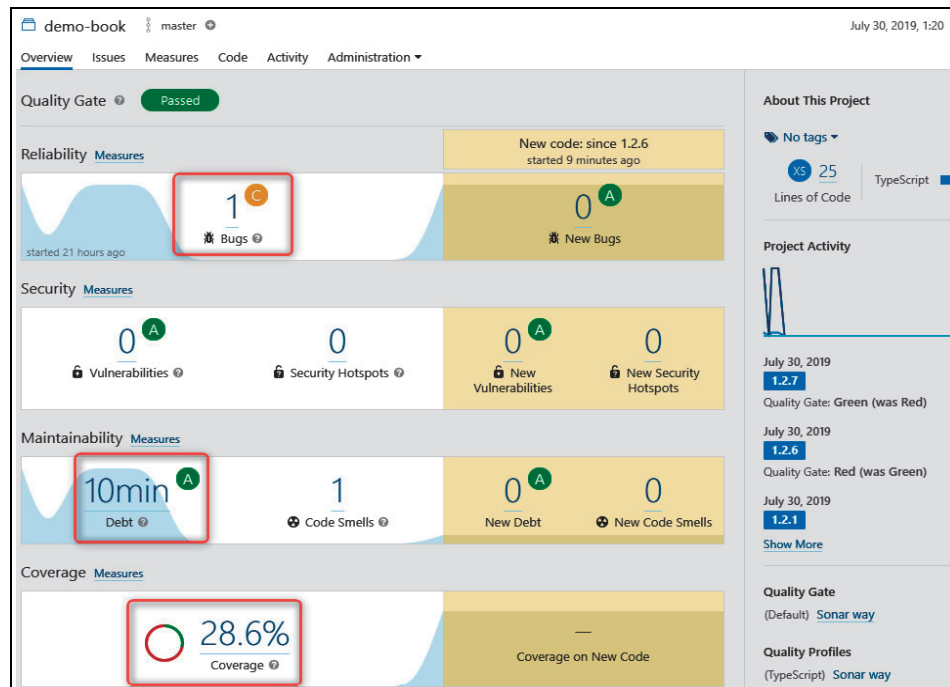 demo-book master July 30, 2019, 1:20
Overview Issues Measures Code Activity Administration
Quality Gate ? Passed
Reliability Measures
New code: since 1.2.6
started 9 minutes ago
1 C
Bugs ?
started 21 hours ago
0 A
New Bugs
Security Measures
0 A
Vulnerabilities ?
0
Security Hotspots ?
0 A
New
Vulnerabilities
0
New Security
Hotspots
Maintainability Measures
10min A
Debt ?
1
Code Smells ?
0 A
New Debt
0
New Code Smells
Coverage Measures
28.6%
Coverage ?
—
Coverage on New Code
About This Project
No tags
XS 25
Lines of Code
TypeScript
Project Activity
July 30, 2019
1.2.7
Quality Gate: Green (was Red)
July 30, 2019
1.2.6
Quality Gate: Red (was Green)
July 30, 2019
1.2.1
Show More
Quality Gate
(Default) Sonar way
Quality Profiles
(TypeScript) Sonar way